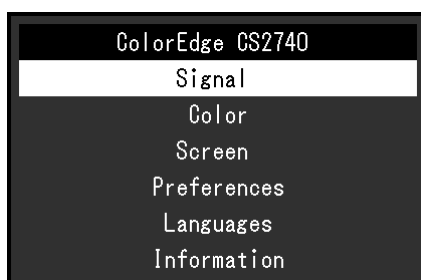 ColorEdge CS2740
Signal
Color
Screen
Preferences
Languages
Information